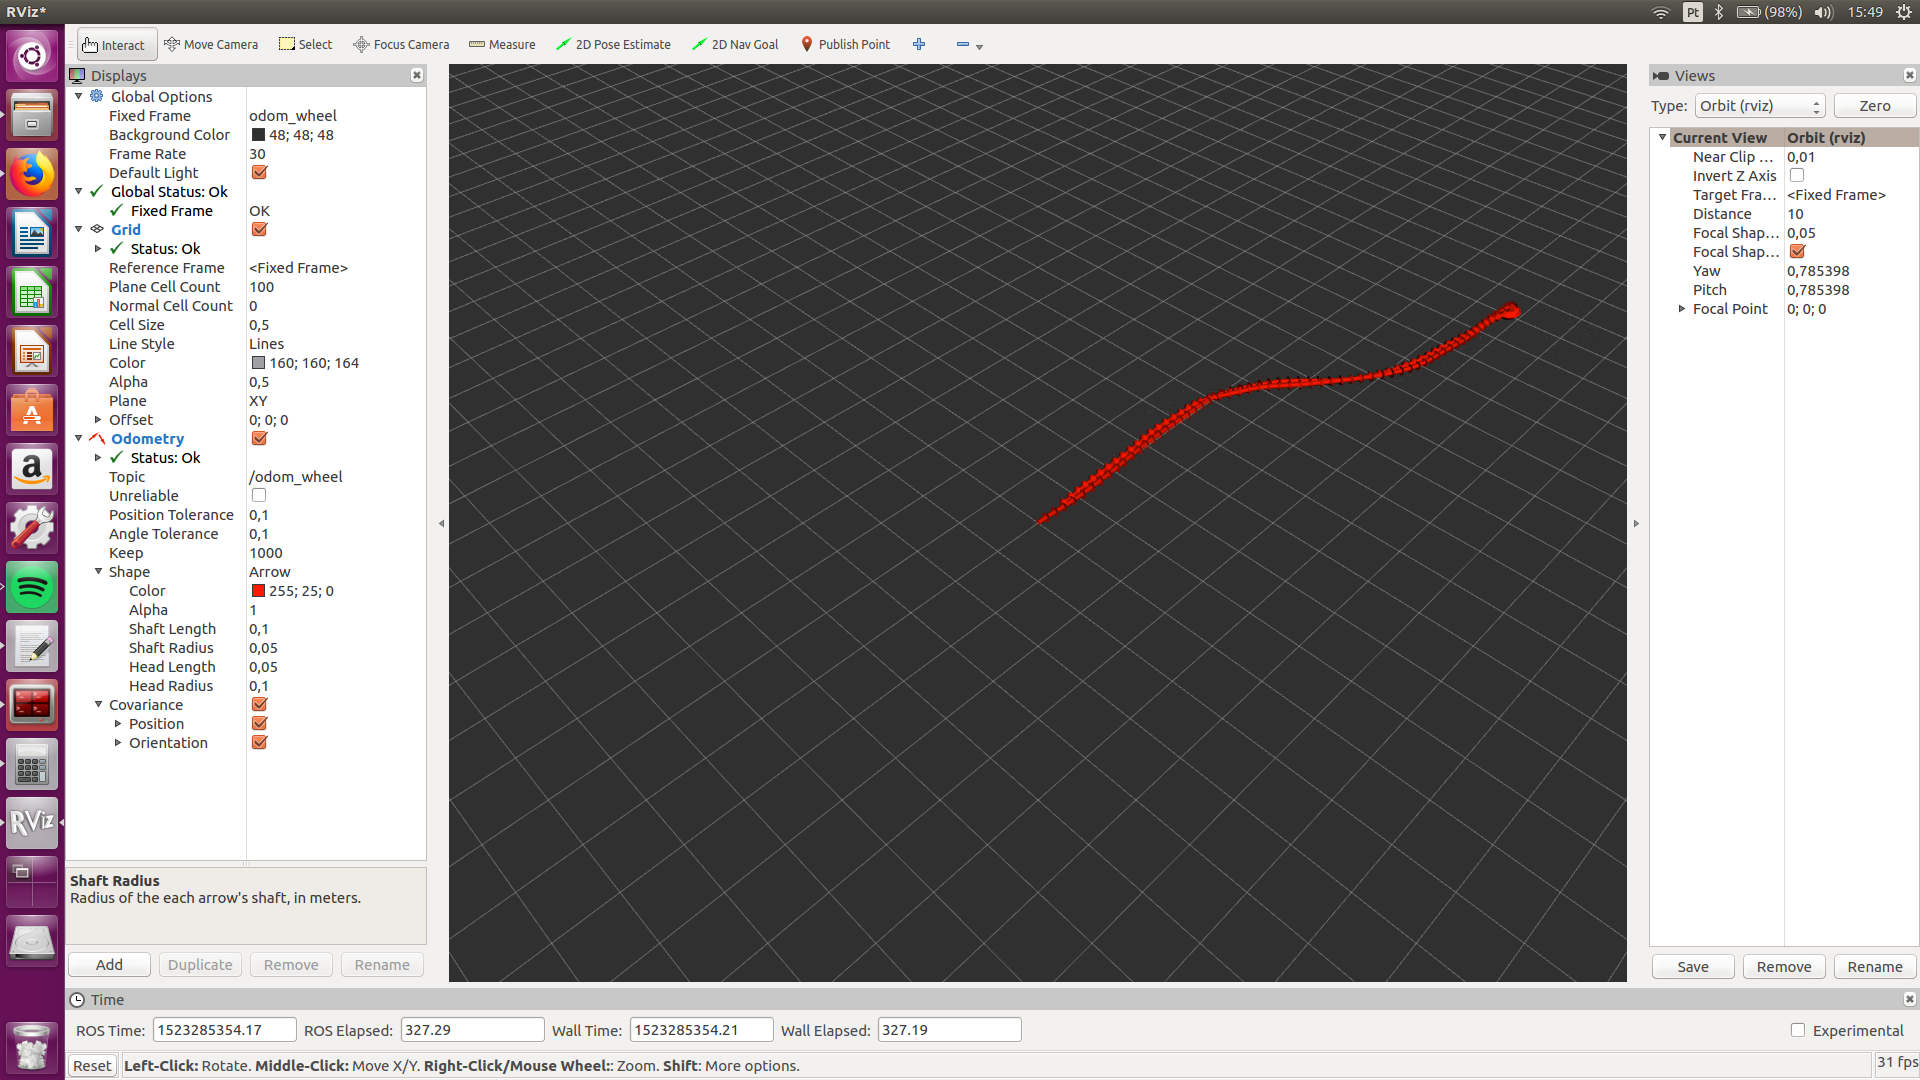 RViz*
Pt
(98%)
15:49
Interact
Move Camera
Select
Focus Camera
Measure
2D Pose Estimate
2D Nav Goal
Publish Point
Displays
Global Options
Fixed Frame odom_wheel
Background Color 48; 48; 48
Frame Rate 30
Default Light
Global Status: Ok
Fixed Frame OK
Grid
Status: Ok
Reference Frame <Fixed Frame>
Plane Cell Count 100
Normal Cell Count 0
Cell Size 0,5
Line Style Lines
Color 160; 160; 164
Alpha 0,5
Plane XY
Offset 0; 0; 0
Odometry
Status: Ok
Topic /odom_wheel
Unreliable
Position Tolerance 0,1
Angle Tolerance 0,1
Keep 1000
Shape Arrow
Color 255; 25; 0
Alpha 1
Shaft Length 0,1
Shaft Radius 0,05
Head Length 0,05
Head Radius 0,1
Covariance
Position
Orientation
Shaft Radius
Radius of the each arrow's shaft, in meters.
Add
Duplicate
Remove
Rename
Views
Type: Orbit (rviz)
Zero
Current View Orbit (rviz)
Near Clip ... 0,01
Invert Z Axis
Target Fra... <Fixed Frame>
Distance 10
Focal Shap... 0,05
Focal Shap...
Yaw 0,785398
Pitch 0,785398
Focal Point 0; 0; 0
Save
Remove
Rename
RViz
a
A
Time
ROS Time: 1523285354.17
ROS Elapsed: 327.29
Wall Time: 1523285354.21
Wall Elapsed: 327.19
Experimental
Reset
Left-Click: Rotate. Middle-Click: Move X/Y. Right-Click/Mouse Wheel:: Zoom. Shift: More options.
31 fps